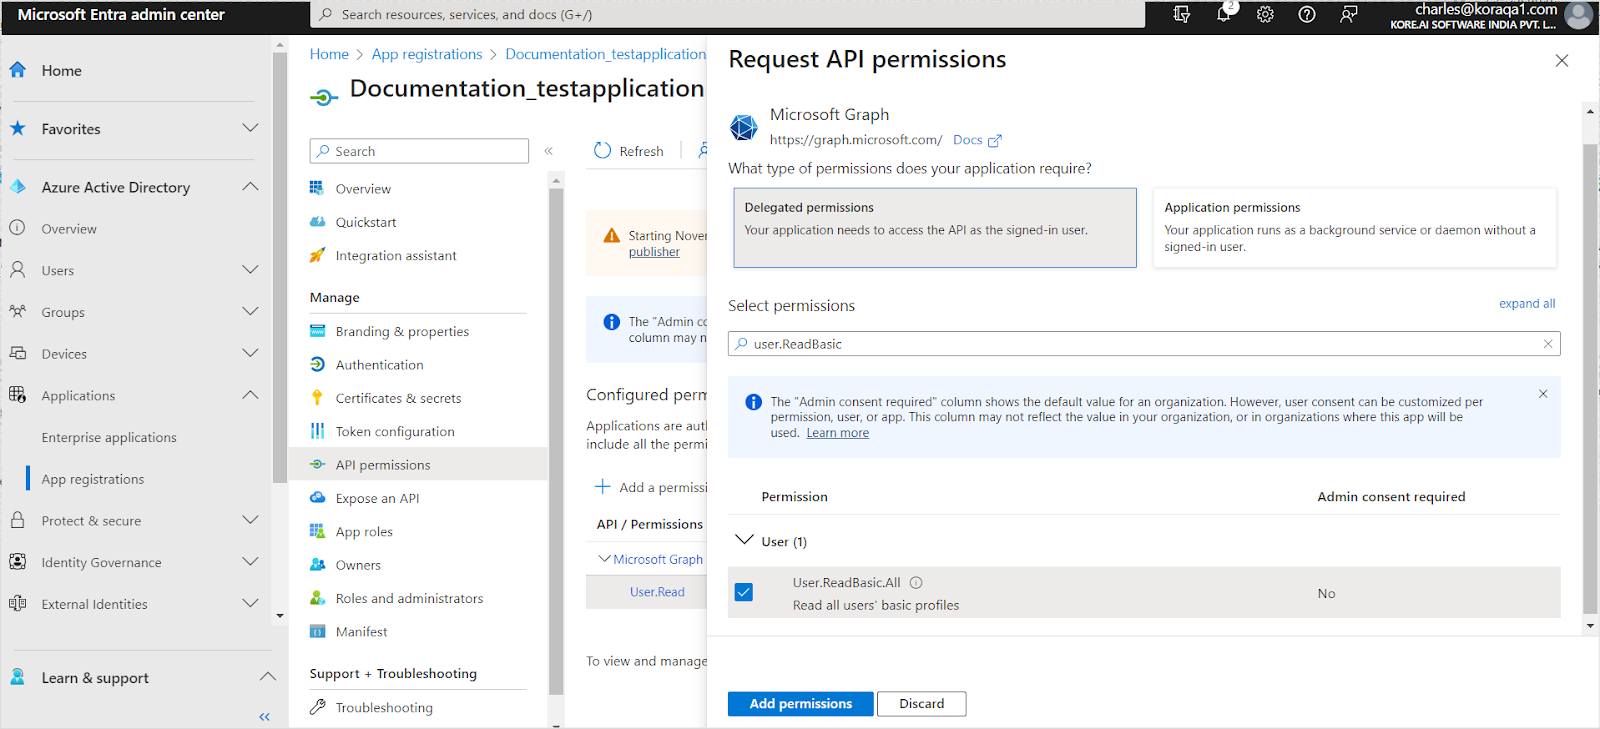 Microsoft Entra admin center
Search resources, services, and docs (G+/)
2
charles@koraqa1.com
KORE.AI SOFTWARE INDIA PVT. L...
Home
Favorites
Azure Active Directory
Overview
Users
Groups
Devices
Applications
Enterprise applications
App registrations
Protect & secure
Identity Governance
External Identities
Learn & support
«
Home > App registrations > Documentation_testapplication
Documentation_testapplication
Search
«
Overview
Quickstart
Integration assistant
Manage
Branding & properties
Authentication
Certificates & secrets
Token configuration
API permissions
Expose an API
App roles
Owners
Roles and administrators
Manifest
Support + Troubleshooting
Troubleshooting
Refresh
Starting Nover
publisher
The "Admin co
column may n
Configured perm
Applications are auth
include all the permi
Add a permissi
API / Permissions
Microsoft Graph
User.Read
To view and manage
Request API permissions
Microsoft Graph
https://graph.microsoft.com/ Docs
What type of permissions does your application require?
Delegated permissions
Your application needs to access the API as the signed-in user.
Application permissions
Your application runs as a background service or daemon without a
signed-in user.
Select permissions
expand all
user.ReadBasic
The "Admin consent required" column shows the default value for an organization. However, user consent can be customized per
permission, user, or app. This column may not reflect the value in your organization, or in organizations where this app will be
used. Learn more
Permission
Admin consent required
User (1)
User.ReadBasic.All
Read all users' basic profiles
No
Add permissions
Discard